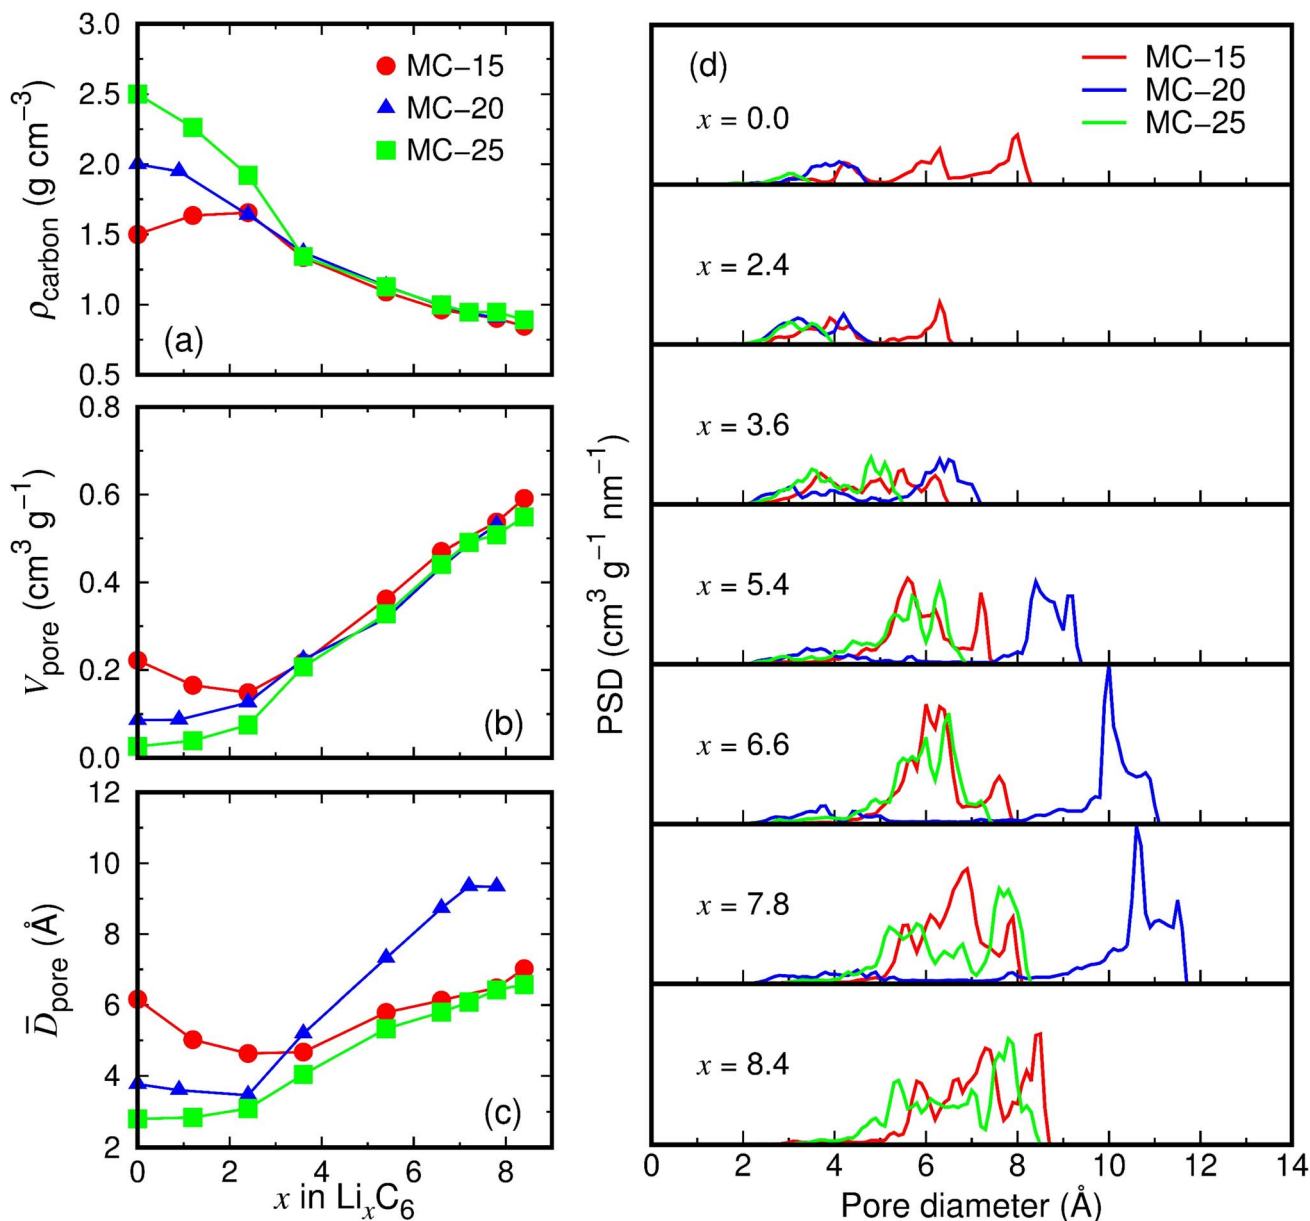 3.0
2.5
2.0
1.5
1.0
0.5
ρcarbon (g cm−3)
MC−15
MC−20
MC−25
(a)
0.8
0.6
0.4
0.2
0.0
Vpore (cm3 g−1)
(b)
12
10
8
6
4
2
D̅pore (Å)
(c)
0 2 4 6 8
x in LixC6
(d)
MC−15
MC−20
MC−25
x = 0.0
x = 2.4
x = 3.6
x = 5.4
x = 6.6
x = 7.8
x = 8.4
PSD (cm3 g−1 nm−1)
0 2 4 6 8 10 12 14
Pore diameter (Å)